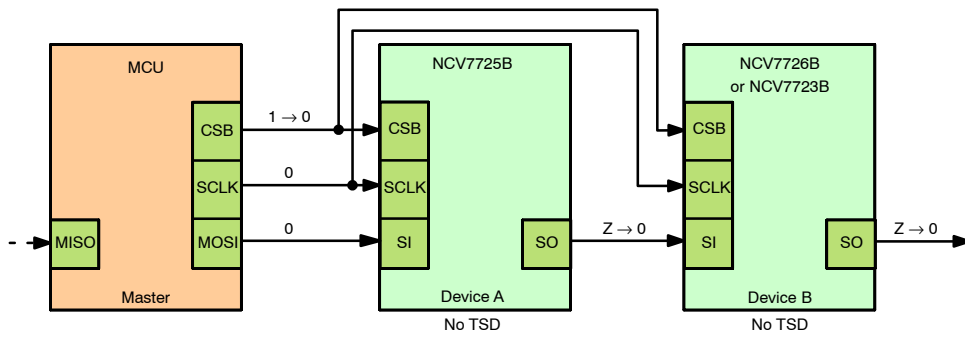 MCU
NCV7725B
NCV7726B
or NCV7723B
CSB
1 → 0
CSB
CSB
SCLK
0
SCLK
SCLK
MISO
MOSI
0
SI
SO
Z → 0
SI
SO
Z → 0
Master
Device A
Device B
No TSD
No TSD